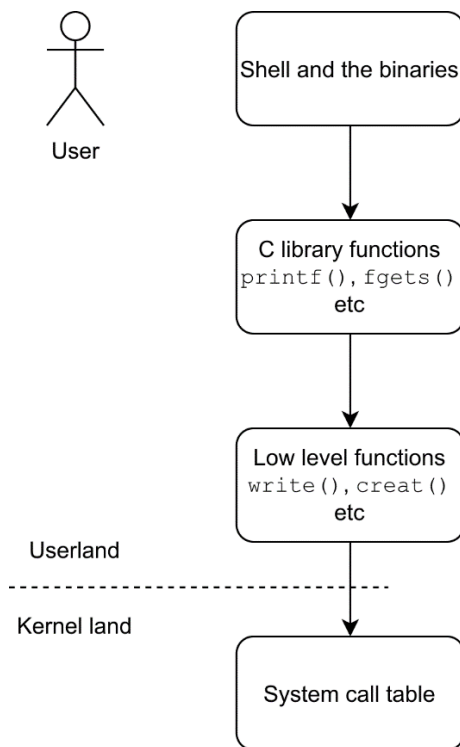 Shell and the binaries
User
C library functions
printf(), fgets()
etc
Low level functions
write(), creat()
etc
Userland
Kernel land
System call table